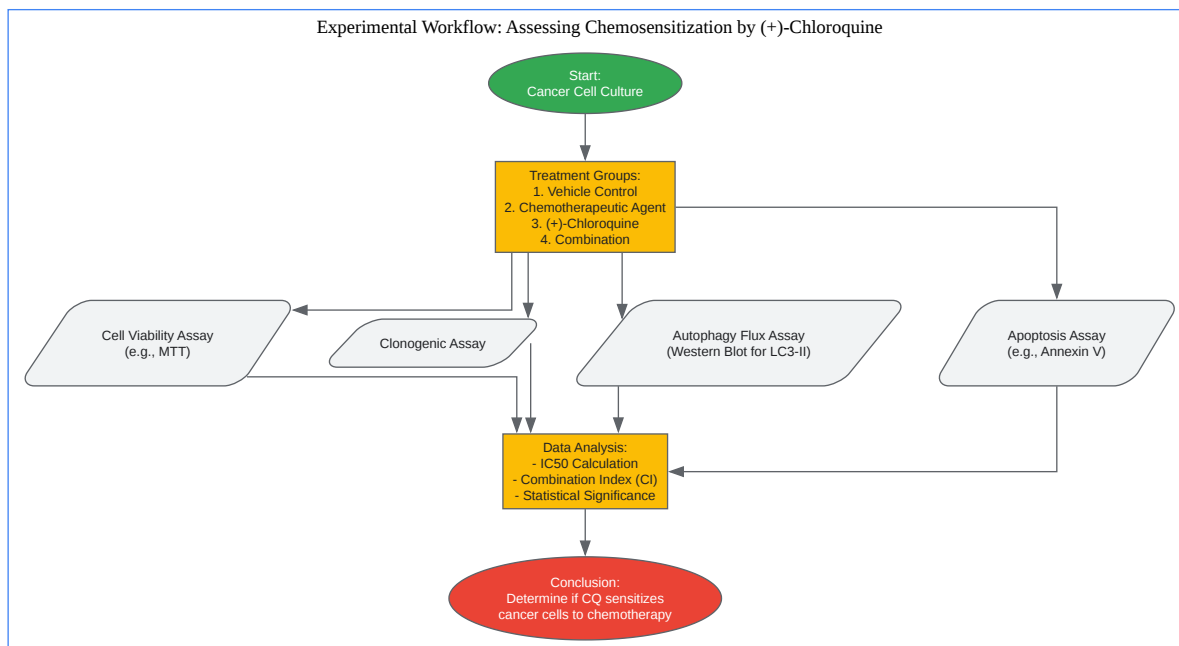 Experimental Workflow: Assessing Chemosensitization by (+)-Chloroquine
Start:
Cancer Cell Culture
Treatment Groups:
1. Vehicle Control
2. Chemotherapeutic Agent
3. (+)-Chloroquine
4. Combination
Cell Viability Assay
(e.g., MTT)
Clonogenic Assay
Autophagy Flux Assay
(Western Blot for LC3-II)
Apoptosis Assay
(e.g., Annexin V)
Data Analysis:
- IC50 Calculation
- Combination Index (CI)
- Statistical Significance
Conclusion:
Determine if CQ sensitizes
cancer cells to chemotherapy